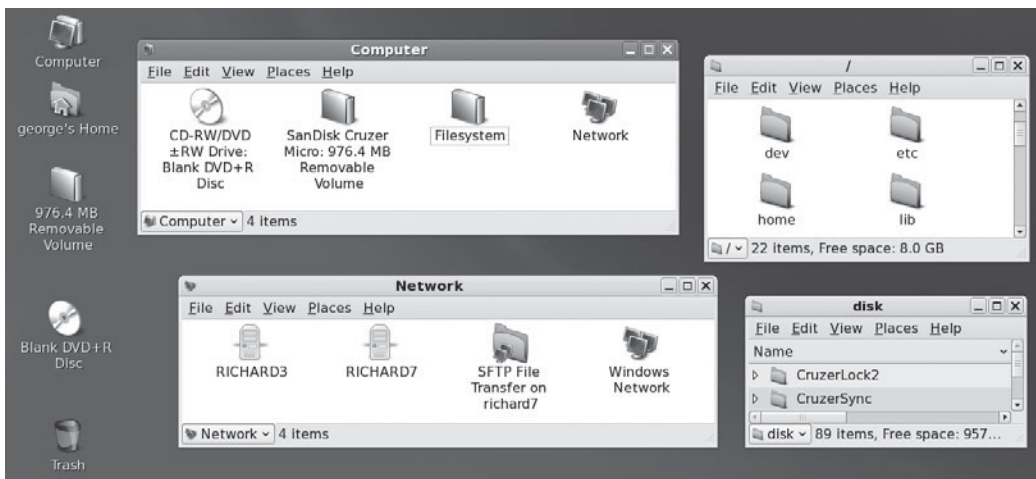 Computer
george's Home
976.4 MB
Removable
Volume
Blank DVD+R
Disc
Trash
Computer
File Edit View Places Help
CD-RW/DVD
±RW Drive:
Blank DVD+R
Disc
SanDisk Cruzer
Micro: 976.4 MB
Removable
Volume
Filesystem
Network
Computer 4 items
/
File Edit View Places Help
dev
etc
home
lib
/ 22 items, Free space: 8.0 GB
Network
File Edit View Places Help
RICHARD3
RICHARD7
SFTP File
Transfer on
richard7
Windows
Network
Network 4 items
disk
File Edit View Places Help
Name
CruzerLock2
CruzerSync
disk 89 items, Free space: 957...